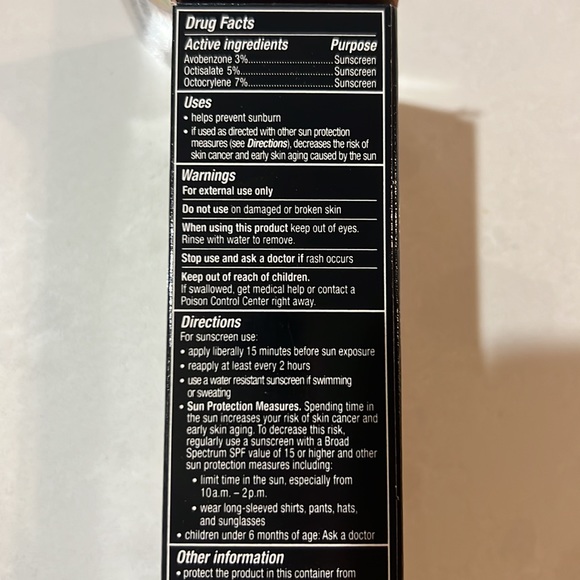 Drug Facts
Active ingredients Purpose
Avobenzone 3%............................ Sunscreen
Octisalate 5%............................ Sunscreen
Octocrylene 7%........................... Sunscreen
Uses
• helps prevent sunburn
• if used as directed with other sun protection
measures (see Directions), decreases the risk of
skin cancer and early skin aging caused by the sun
Warnings
For external use only
Do not use on damaged or broken skin
When using this product keep out of eyes.
Rinse with water to remove.
Stop use and ask a doctor if rash occurs
Keep out of reach of children.
If swallowed, get medical help or contact a
Poison Control Center right away.
Directions
For sunscreen use:
• apply liberally 15 minutes before sun exposure
• reapply at least every 2 hours
• use a water resistant sunscreen if swimming
or sweating
• Sun Protection Measures. Spending time in
the sun increases your risk of skin cancer and
early skin aging. To decrease this risk,
regularly use a sunscreen with a Broad
Spectrum SPF value of 15 or higher and other
sun protection measures including:
• limit time in the sun, especially from
10 a.m. – 2 p.m.
• wear long-sleeved shirts, pants, hats,
and sunglasses
• children under 6 months of age: Ask a doctor
Other information
• protect the product in this container from